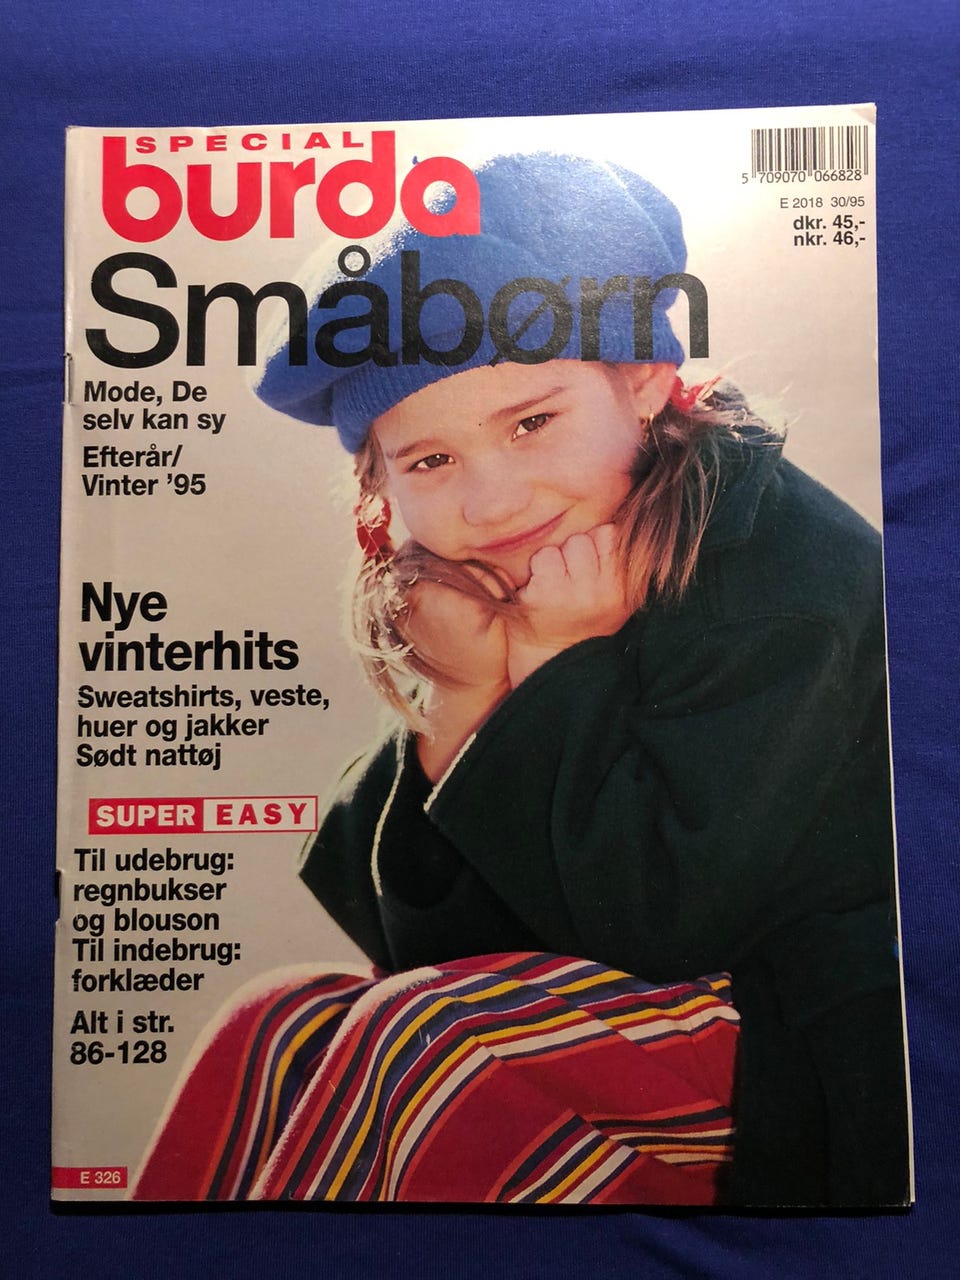 SPECIAL
burda
Småbørn
5 709070 066828
E 2018 30/95
dkr. 45,-
nkr. 46,-
Mode, De
selv kan sy
Efterår/
Vinter '95
Nye
vinterhits
Sweatshirts, veste,
huer og jakker
Sødt nattøj
SUPER EASY
Til udebrug:
regnbukser
og blouson
Til indebrug:
forklæder
Alt i str.
86-128
E 326